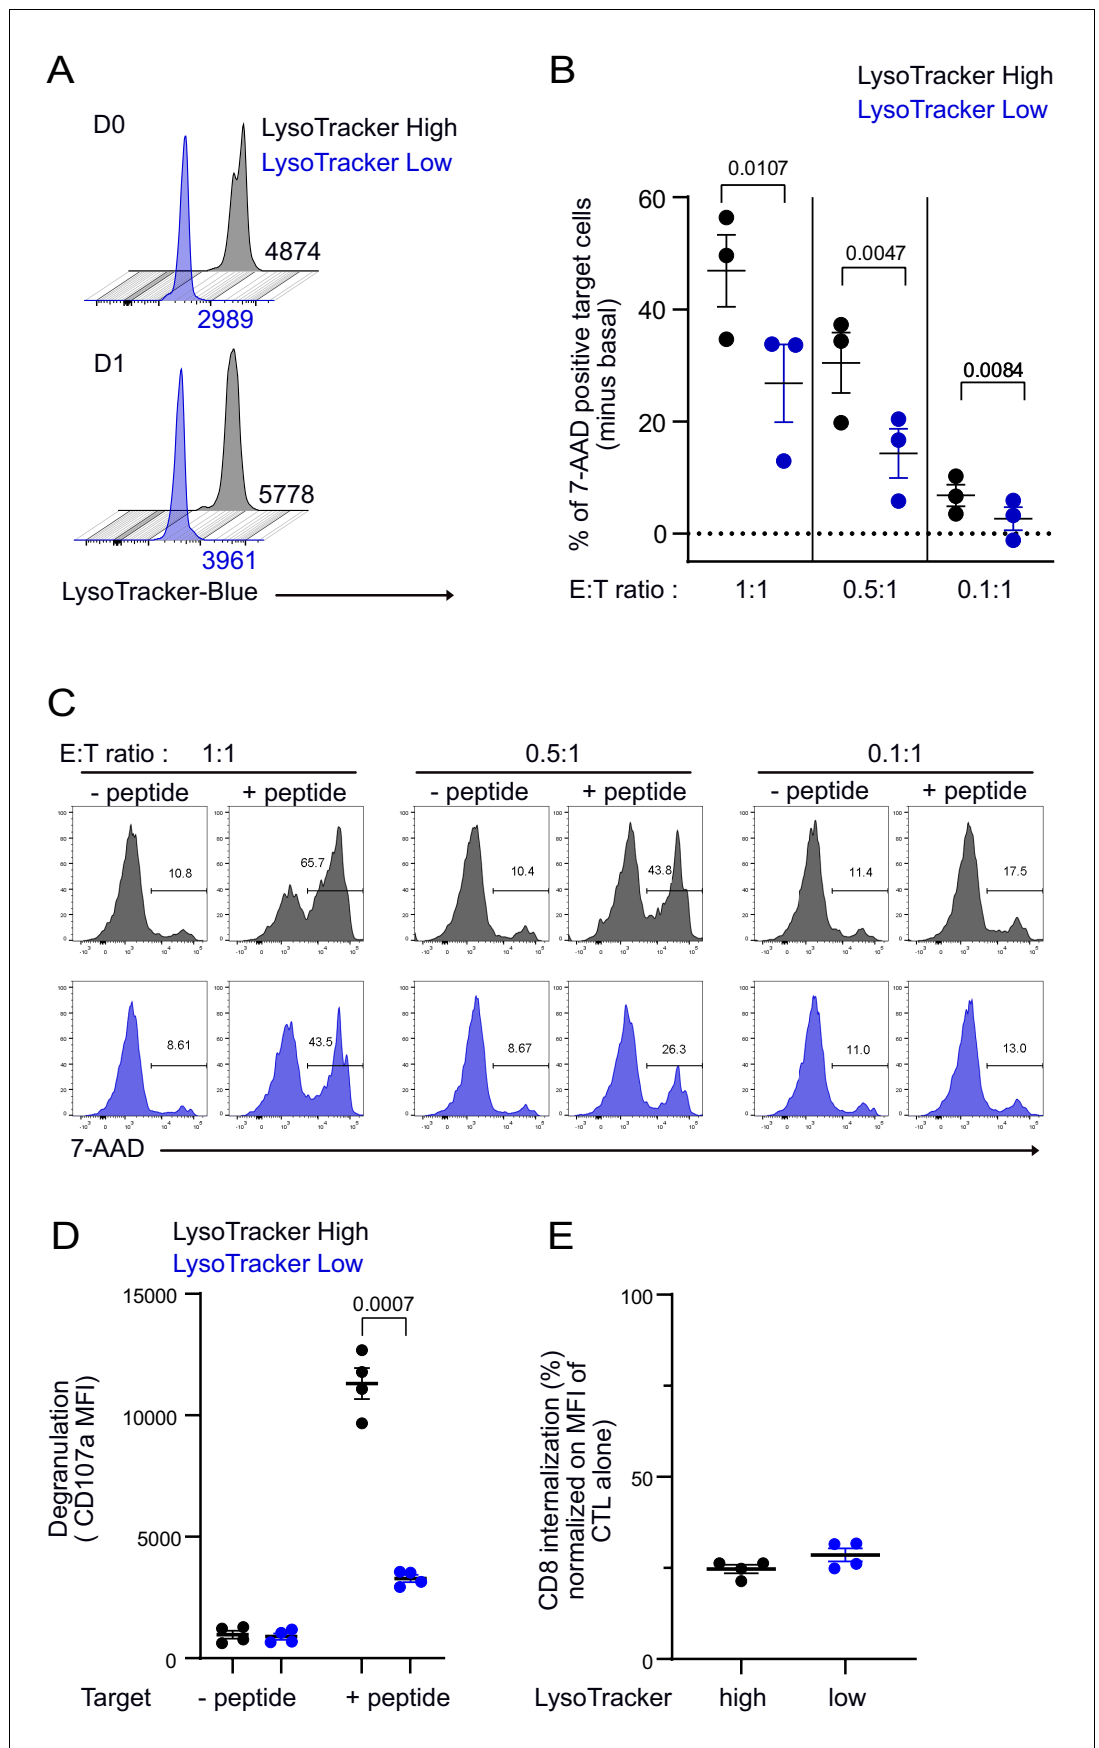 A
D0
LysoTracker High
LysoTracker Low
4874
2989
D1
5778
3961
LysoTracker-Blue
B
LysoTracker High
LysoTracker Low
% of 7-AAD positive target cells
(minus basal)
60
40
20
0
0.0107
0.0047
0.0084
E:T ratio : 1:1 0.5:1 0.1:1
C
E:T ratio : 1:1 0.5:1 0.1:1
- peptide + peptide - peptide + peptide - peptide + peptide
10.8 65.7 10.4 43.8 11.4 17.5
8.61 43.5 8.67 26.3 11.0 13.0
7-AAD
D
LysoTracker High
LysoTracker Low
Degranulation
( CD107a MFI)
15000
10000
5000
0
0.0007
Target - peptide + peptide
E
CD8 internalization (%)
normalized on MFI of
CTL alone)
100
50
0
LysoTracker high low